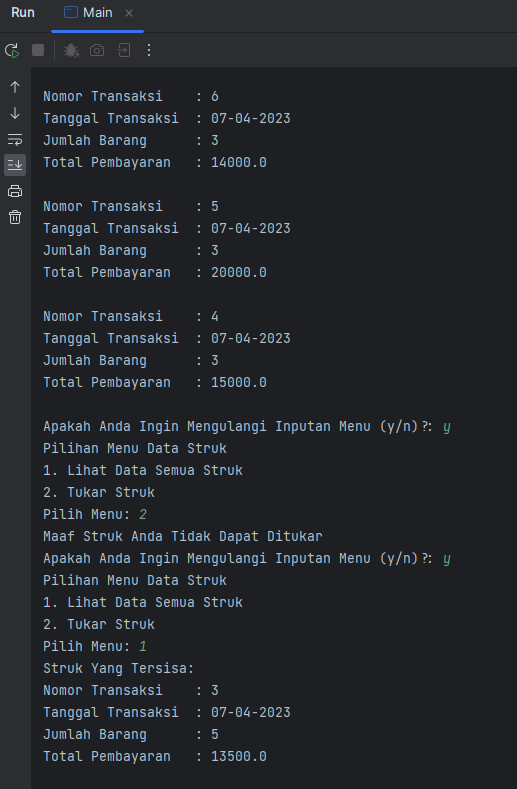 Run Main
Nomor Transaksi    : 6
Tanggal Transaksi  : 07-04-2023
Jumlah Barang      : 3
Total Pembayaran   : 14000.0
Nomor Transaksi    : 5
Tanggal Transaksi  : 07-04-2023
Jumlah Barang      : 3
Total Pembayaran   : 20000.0
Nomor Transaksi    : 4
Tanggal Transaksi  : 07-04-2023
Jumlah Barang      : 3
Total Pembayaran   : 15000.0
Apakah Anda Ingin Mengulangi Inputan Menu (y/n)?: y
Pilihan Menu Data Struk
1. Lihat Data Semua Struk
2. Tukar Struk
Pilih Menu: 2
Maaf Struk Anda Tidak Dapat Ditukar
Apakah Anda Ingin Mengulangi Inputan Menu (y/n)?: y
Pilihan Menu Data Struk
1. Lihat Data Semua Struk
2. Tukar Struk
Pilih Menu: 1
Struk Yang Tersisa:
Nomor Transaksi    : 3
Tanggal Transaksi  : 07-04-2023
Jumlah Barang      : 5
Total Pembayaran   : 13500.0